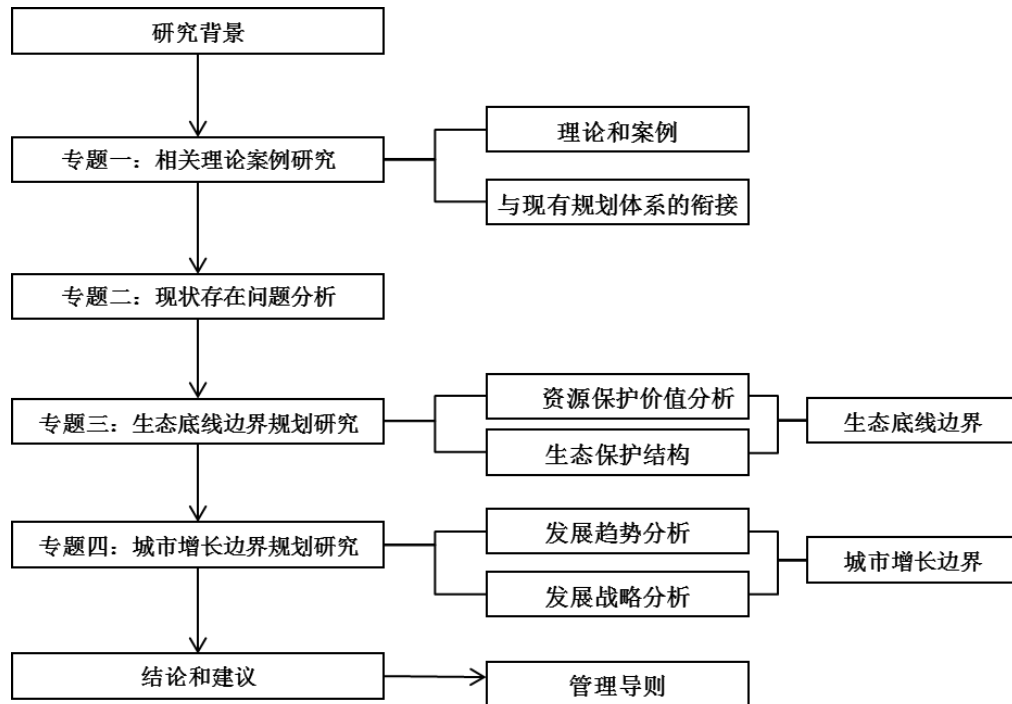 研究背景
理论和案例
专题一：相关理论案例研究
与现有规划体系的衔接
专题二：现状存在问题分析
资源保护价值分析
专题三：生态底线边界规划研究
生态底线边界
生态保护结构
发展趋势分析
专题四：城市增长边界规划研究
城市增长边界
发展战略分析
结论和建议
管理导则